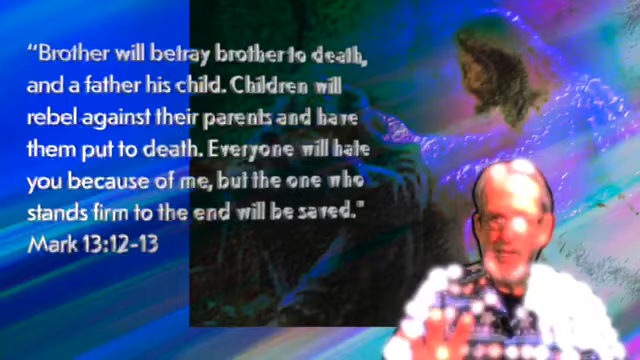 “Brother will betray brother to death,
and a father his child. Children will
rebel against their parents and have
them put to death. Everyone will hate
you because of me, but the one who
stands firm to the end will be saved."
Mark 13:12-13